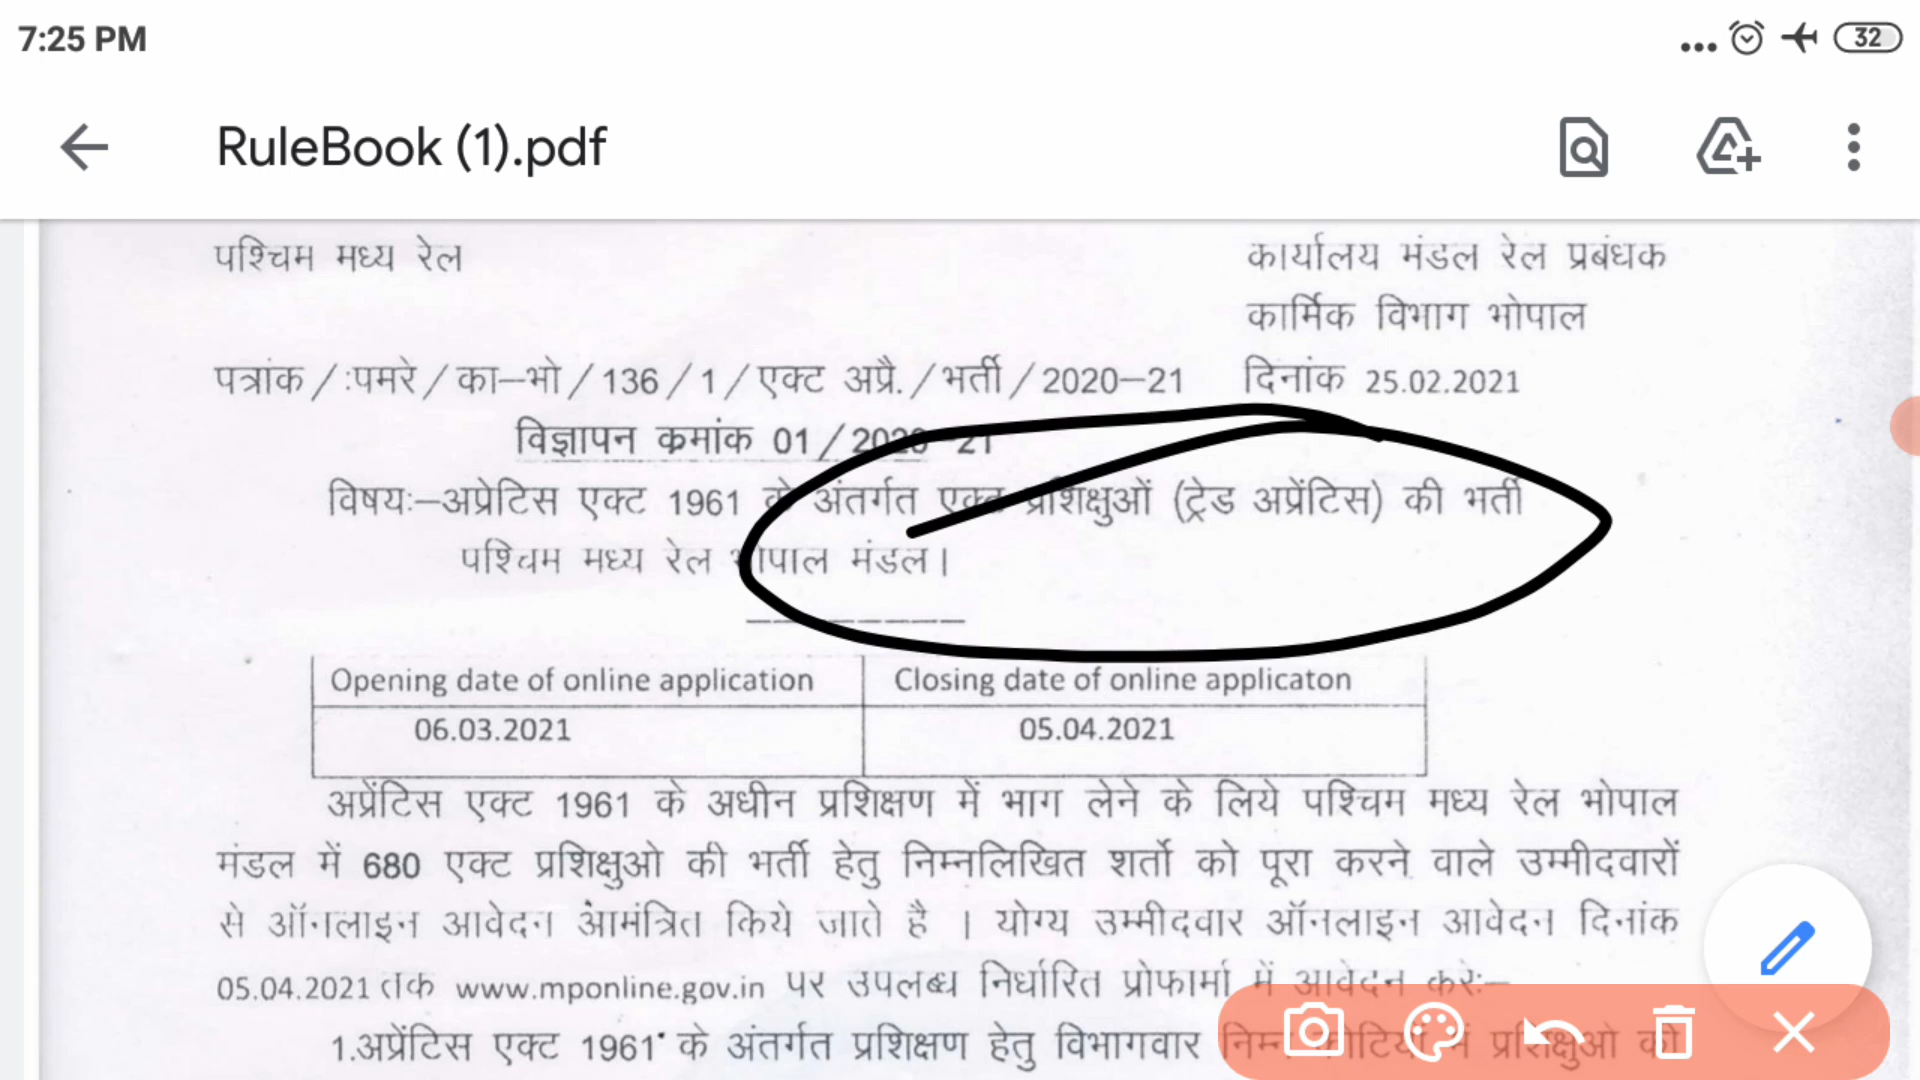 7:25 PM
32
RuleBook (1).pdf
पश्चिम मध्य रेल
कार्यालय मंडल रेल प्रबंधक
कार्मिक विभाग भोपाल
पत्रांक/:पमरे/का–भो/136/1/एक्ट अप्रै./भर्ती/2020–21 दिनांक 25.02.2021
विज्ञापन क्रमांक 01/2020–21
विषय:–अप्रेटिस एक्ट 1961 के अंतर्गत एक्ट प्रशिक्षुओं (ट्रेड अप्रेंटिस) की भर्ती
पश्चिम मध्य रेल भोपाल मंडल।
Opening date of online application Closing date of online applicaton
06.03.2021 05.04.2021
अप्रेंटिस एक्ट 1961 के अधीन प्रशिक्षण में भाग लेने के लिये पश्चिम मध्य रेल भोपाल
मंडल में 680 एक्ट प्रशिक्षुओ की भर्ती हेतु निम्नलिखित शर्तो को पूरा करने वाले उम्मीदवारों
से ऑनलाइन आवेदन आमंत्रित किये जाते है । योग्य उम्मीदवार ऑनलाइन आवेदन दिनांक
05.04.2021 तक www.mponline.gov.in पर उपलब्ध निर्धारित प्रोफार्मा में आवेदन करे:–
1.अप्रेंटिस एक्ट 1961 के अंतर्गत प्रशिक्षण हेतु विभागवार निम्न कोटियों में प्रशिक्षुओ की